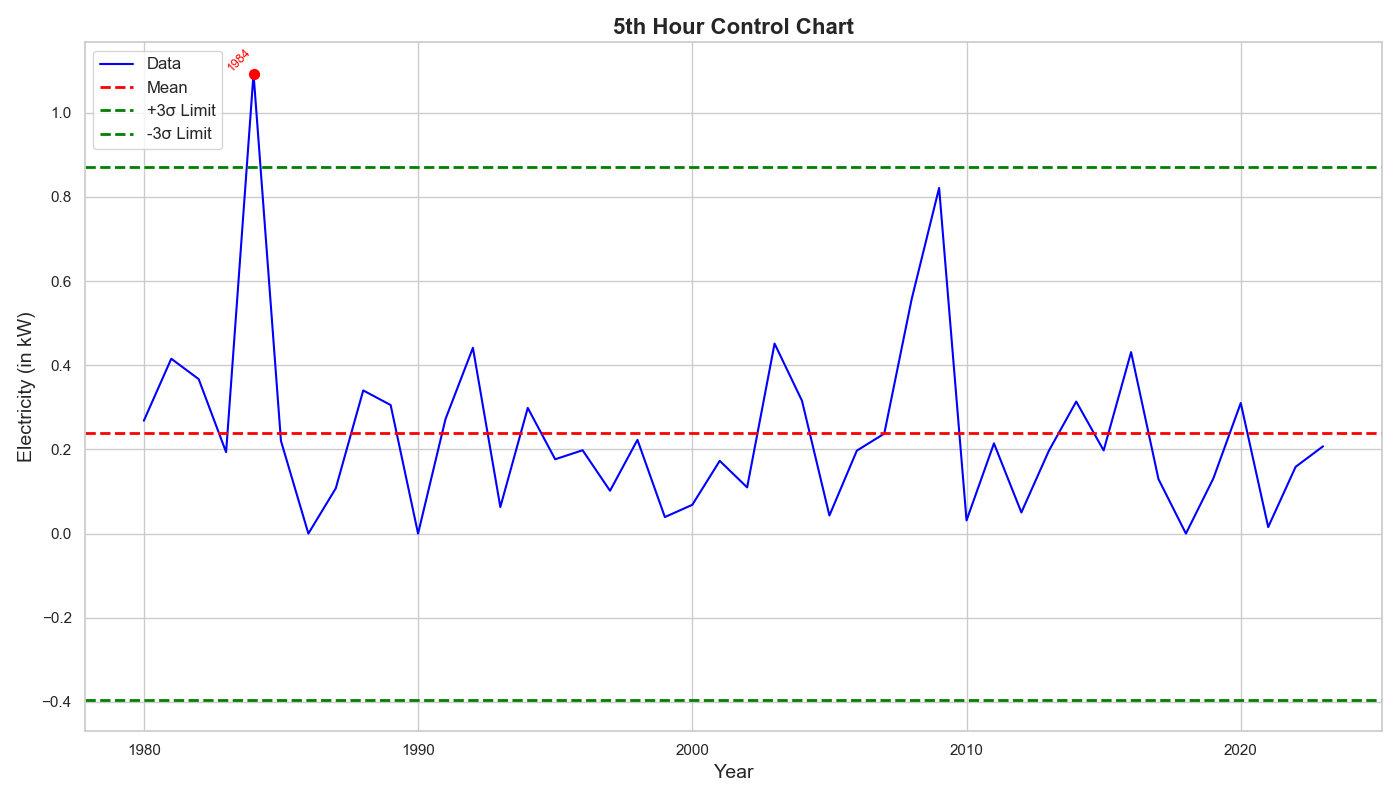 5th Hour Control Chart
1984
Data
Mean
+3σ Limit
-3σ Limit
1.0
0.8
0.6
0.4
0.2
0.0
−0.2
−0.4
Electricity (in kW)
1980
1990
2000
2010
2020
Year